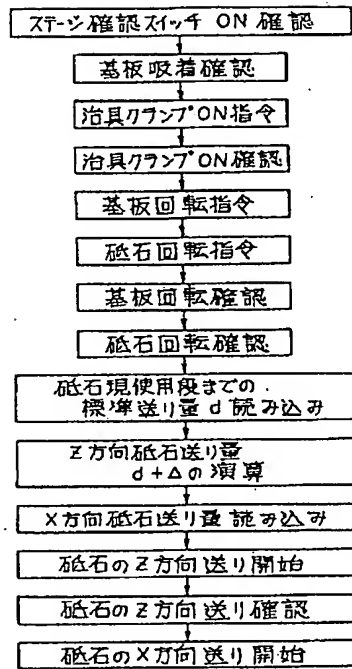 ステージ確認スイッチ ON 確認
基板吸着確認
治具クランプON指令
治具クランプON確認
基板回転指令
砥石回転指令
基板回転確認
砥石回転確認
砥石現使用段までの
標準送り量 d 読み込み
Z方向砥石送り量
d+Δの演算
X方向砥石送り量読み込み
砥石のZ方向送り開始
砥石のZ方向送り確認
砥石のX方向送り開始